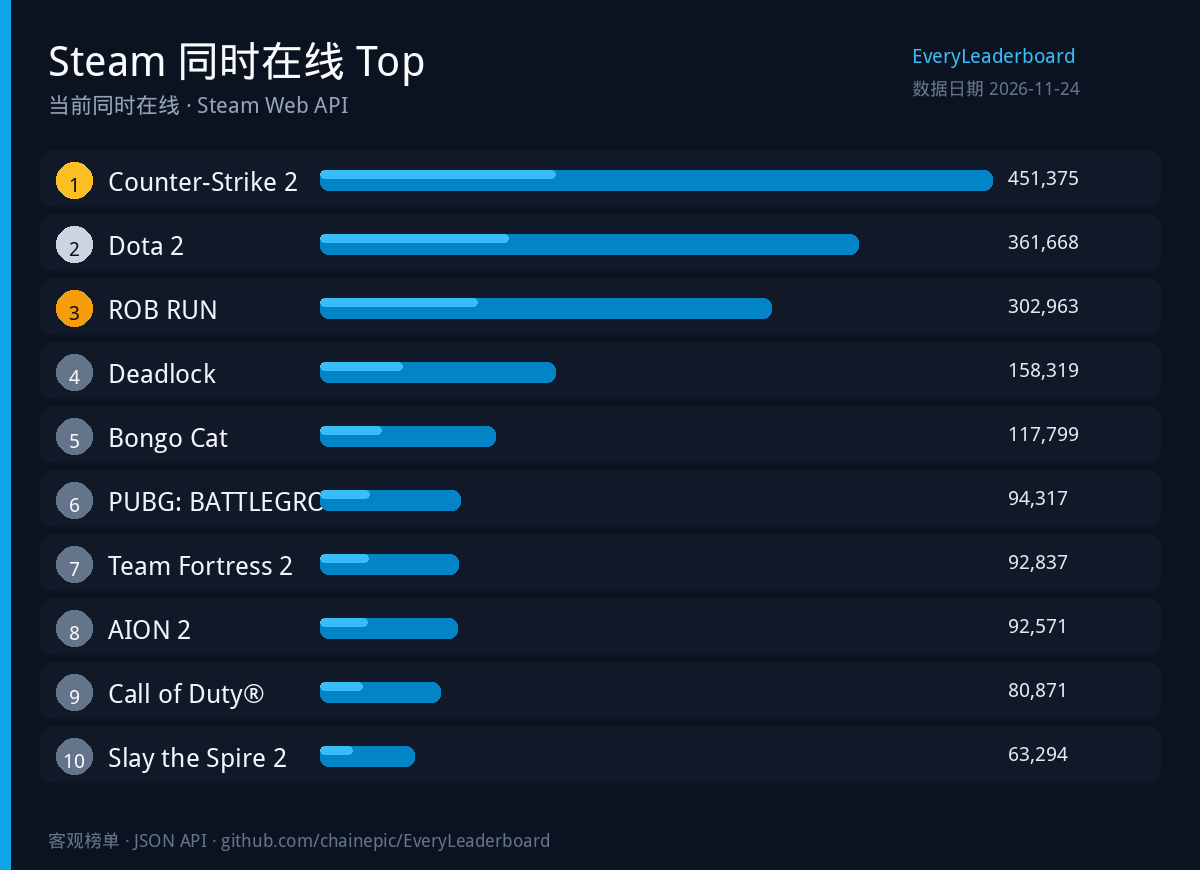 Steam 同时在线 Top
当前同时在线 · Steam Web API
EveryLeaderboard
数据日期 2026-11-24
1 Counter-Strike 2 451,375
2 Dota 2 361,668
3 ROB RUN 302,963
4 Deadlock 158,319
5 Bongo Cat 117,799
6 PUBG: BATTLEGRO 94,317
7 Team Fortress 2 92,837
8 AION 2 92,571
9 Call of Duty® 80,871
10 Slay the Spire 2 63,294
客观榜单 · JSON API · github.com/chainepic/EveryLeaderboard